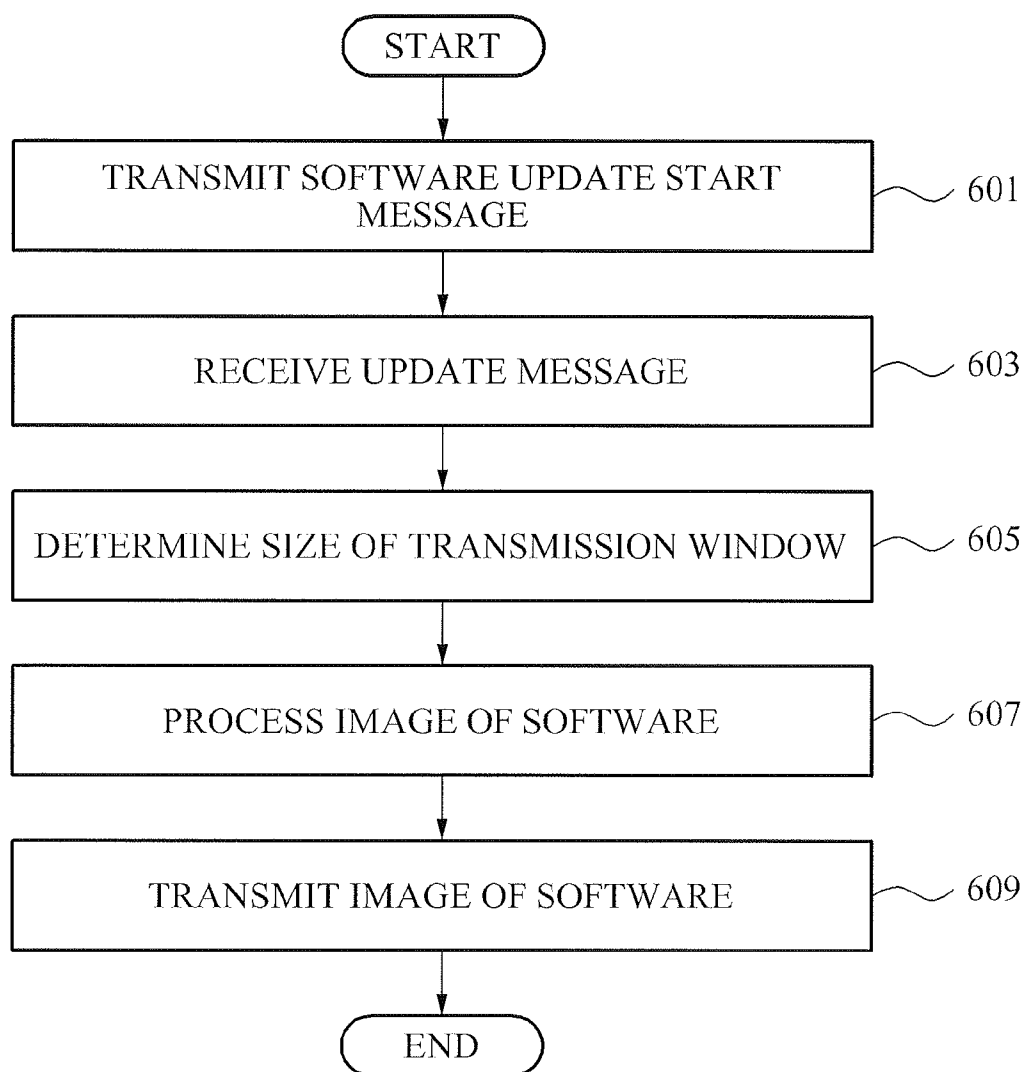 START
TRANSMIT SOFTWARE UPDATE START
MESSAGE
601
RECEIVE UPDATE MESSAGE
603
DETERMINE SIZE OF TRANSMISSION WINDOW
605
PROCESS IMAGE OF SOFTWARE
607
TRANSMIT IMAGE OF SOFTWARE
609
END